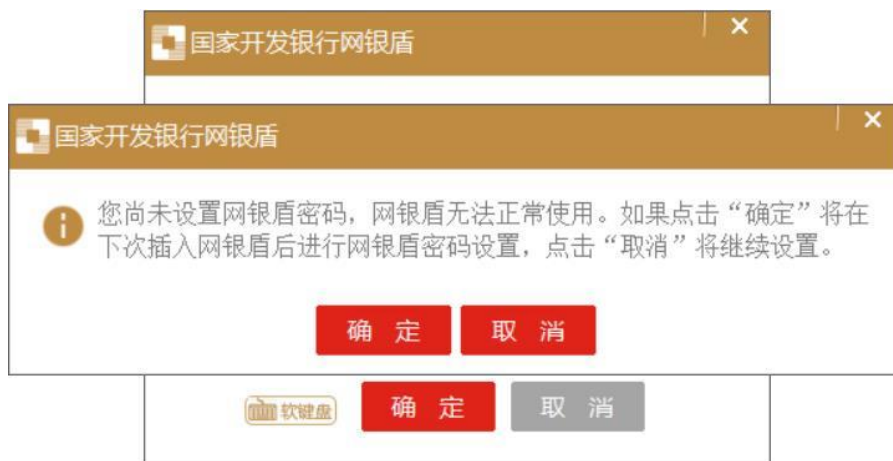 国家开发银行网银盾
国家开发银行网银盾
您尚未设置网银盾密码，网银盾无法正常使用。如果点击“确定”将在
下次插入网银盾后进行网银盾密码设置，点击“取消”将继续设置。
确 定 取 消
软键盘 确 定 取 消